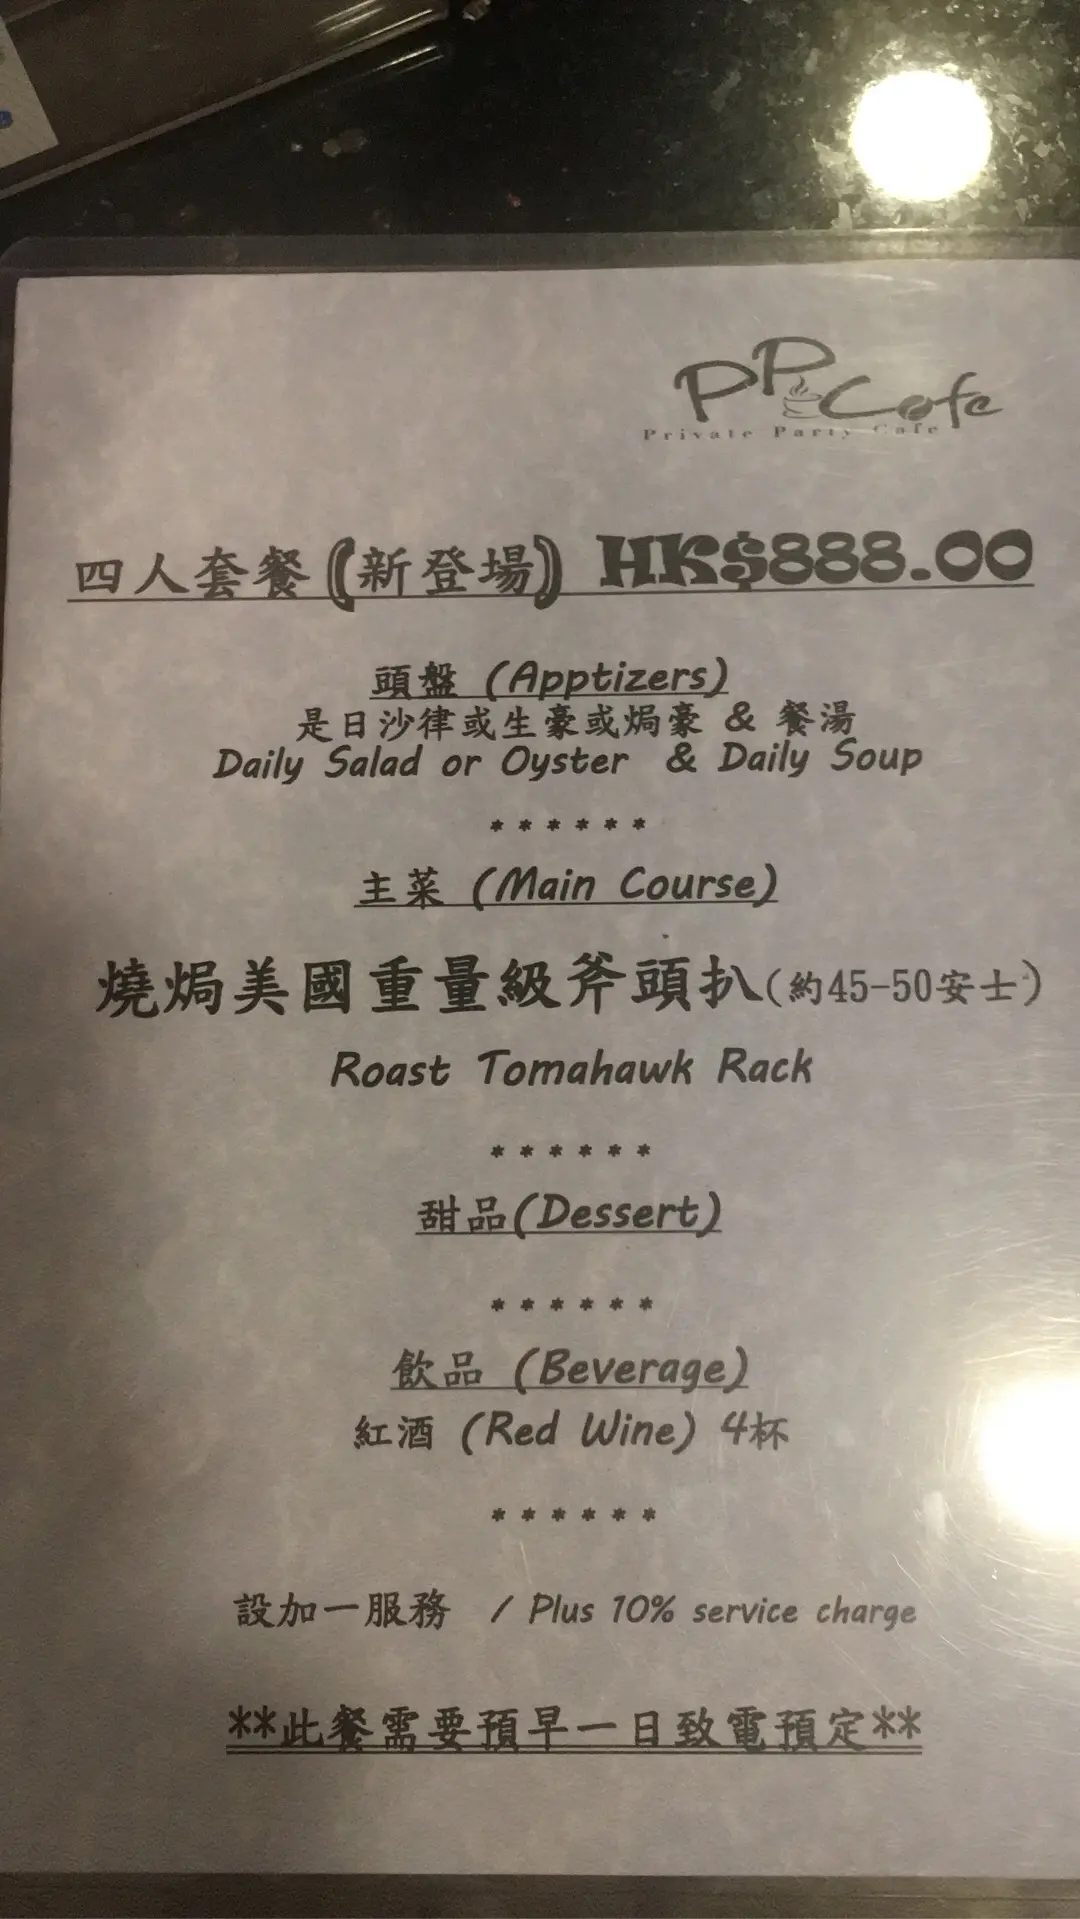 PP Cafe
Private Party Cafe
四人套餐〖新登場〗 HK$888.00
頭盤 (Apptizers)
是日沙律或生豪或焗豪 & 餐湯
Daily Salad or Oyster & Daily Soup
******
主菜 (Main Course)
燒焗美國重量級斧頭扒(約45-50安士)
Roast Tomahawk Rack
******
甜品(Dessert)
******
飲品 (Beverage)
紅酒 (Red Wine) 4杯
******
設加一服務 / Plus 10% service charge
**此餐需要預早一日致電預定**